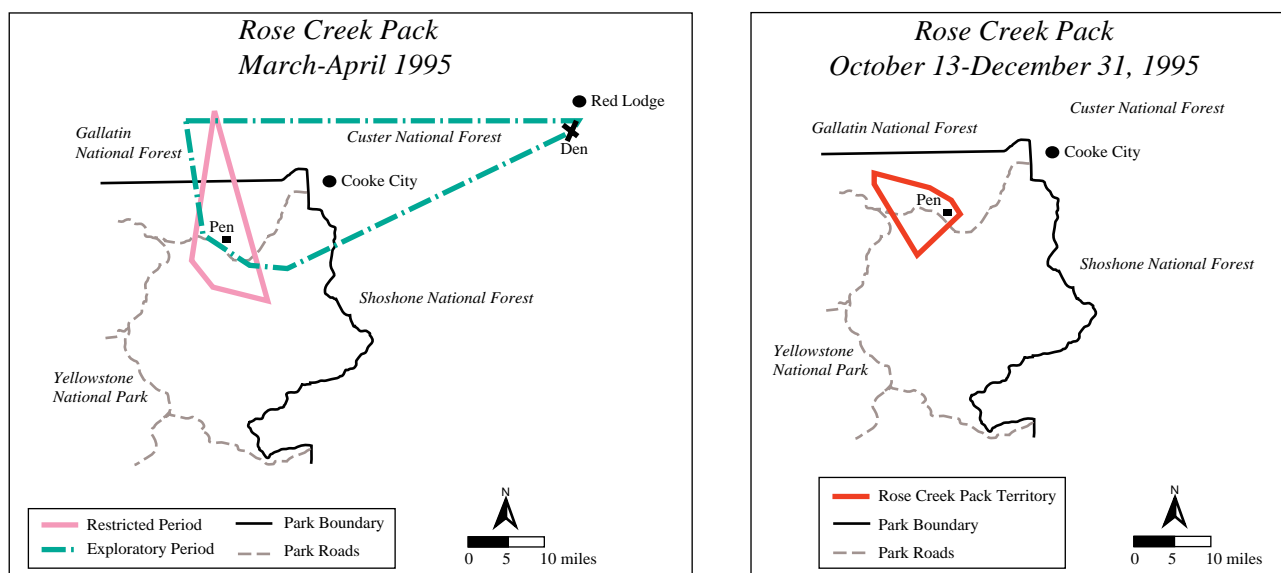 Rose Creek Pack
March-April 1995
Red Lodge
Gallatin
National Forest
Custer National Forest
Den
Cooke City
Pen
Shoshone National Forest
Yellowstone
National Park
N
Restricted Period
Park Boundary
Exploratory Period
Park Roads
0 5 10 miles
Rose Creek Pack
October 13-December 31, 1995
Custer National Forest
Gallatin National Forest
Cooke City
Pen
Shoshone National Forest
Yellowstone
National Park
N
Rose Creek Pack Territory
Park Boundary
Park Roads
0 5 10 miles